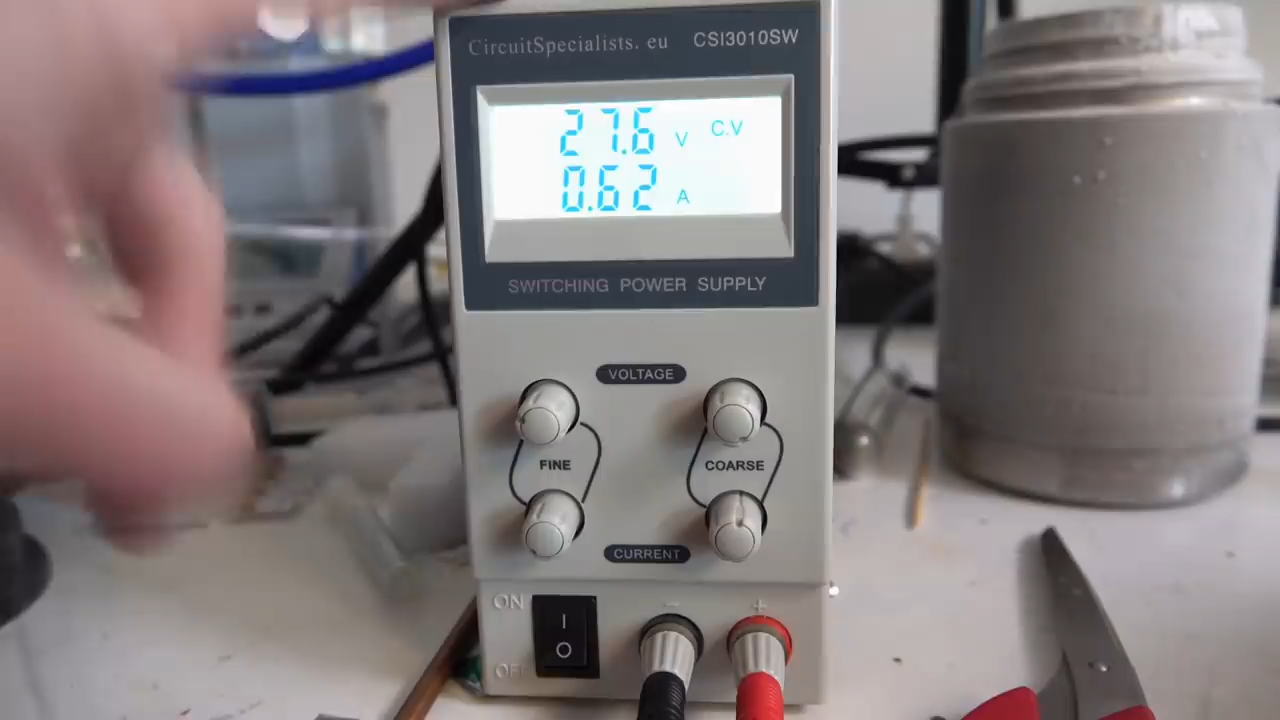 CircuitSpecialists. eu CSI3010SW
27.6 V C.V
0.62 A
SWITCHING POWER SUPPLY
VOLTAGE
FINE COARSE
CURRENT
ON
I
O
OFF
- +